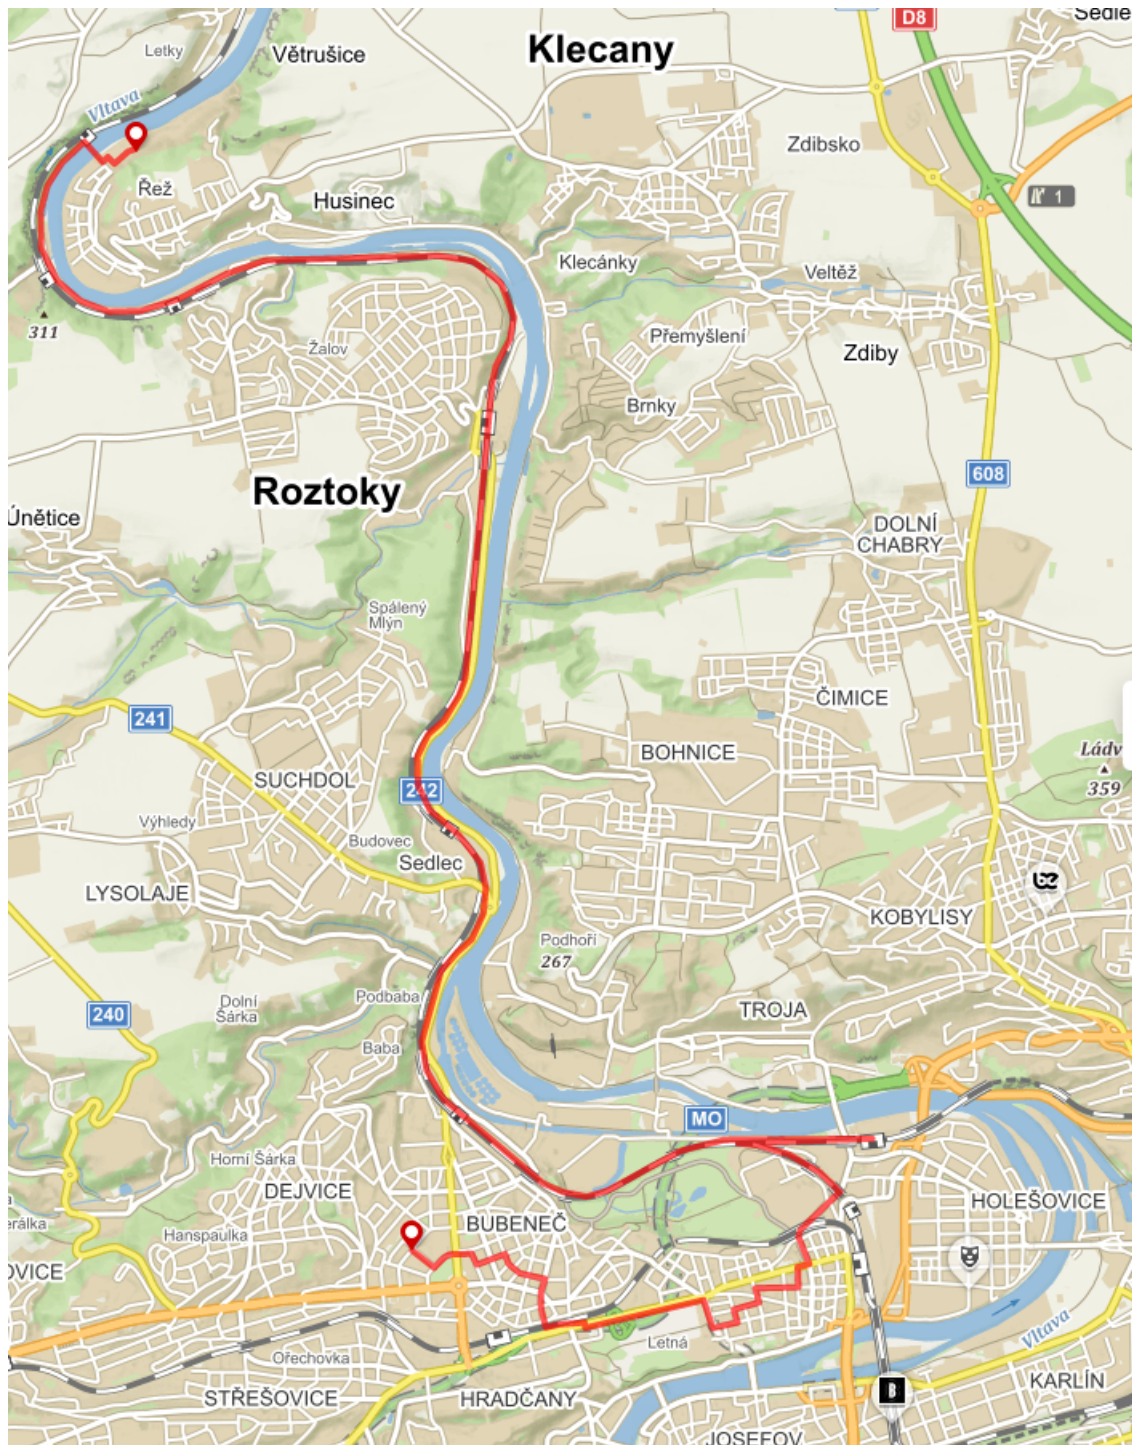 D8
Sedle
Klecany
Letky
Větrušice
Vltava
Zdibsko
Řež
1
Husinec
Klecánky
Veltěž
311
Žalov
Přemyšlení
Zdiby
Brnky
Roztoky
608
Únětice
DOLNÍ
CHABRY
Spálený
Mlýn
ČIMICE
241
BOHNICE
Ládv
359
SUCHDOL
242
Výhledy
Budovec
Sedlec
LYSOLAJE
KOBYLISY
Podhoří
267
Podbaba
Dolní
Šárka
240
TROJA
Baba
MO
Horní Šárka
DEJVICE
HOLEŠOVICE
erálka
Hanspaulka
BUBENEČ
OVICE
Vltava
Letná
Ořechovka
STŘEŠOVICE
HRADČANY
KARLÍN
B
JOSEFOV